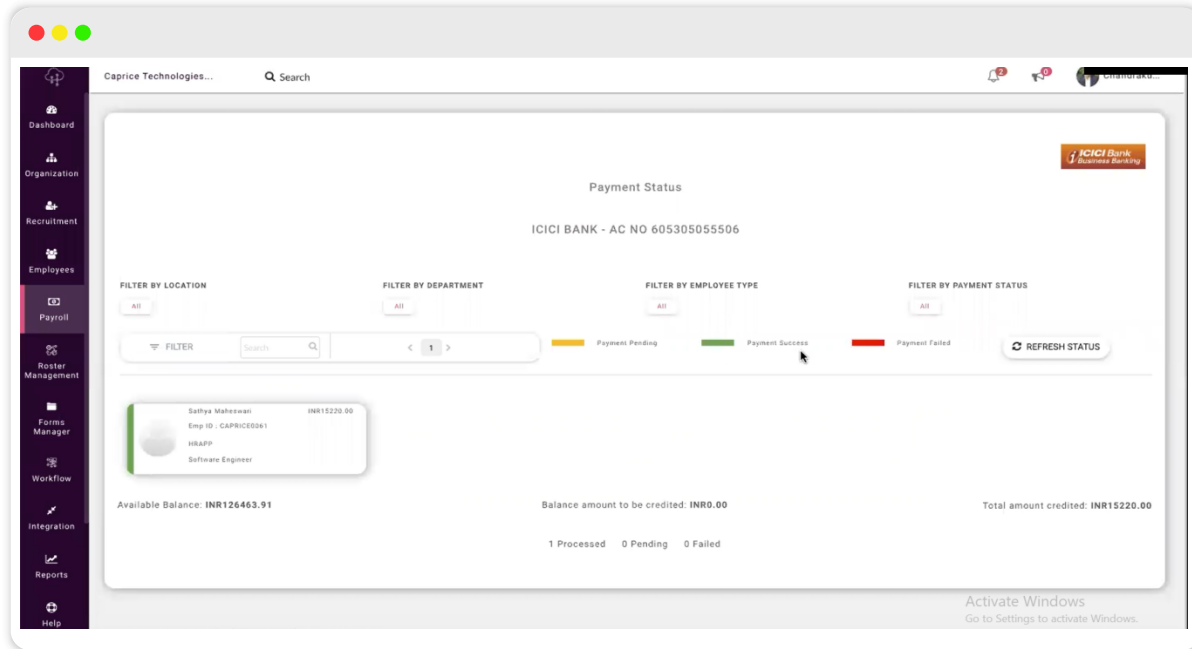 Caprice Technologies...
Search
2
0
Chandraku...
Dashboard
Organization
Recruitment
Employees
Payroll
Roster
Management
Forms
Manager
Workflow
Integration
Reports
Help
ICICI Bank
Business Banking
Payment Status
ICICI BANK - AC NO 605305055506
FILTER BY LOCATION
All
FILTER BY DEPARTMENT
All
FILTER BY EMPLOYEE TYPE
All
FILTER BY PAYMENT STATUS
All
FILTER
Search
< 1 >
Payment Pending
Payment Success
Payment Failed
REFRESH STATUS
Sathya Maheswari INR15220.00
Emp ID : CAPRICE0061
HRAPP
Software Engineer
Available Balance: INR126463.91
Balance amount to be credited: INR0.00
Total amount credited: INR15220.00
1 Processed 0 Pending 0 Failed
Activate Windows
Go to Settings to activate Windows.